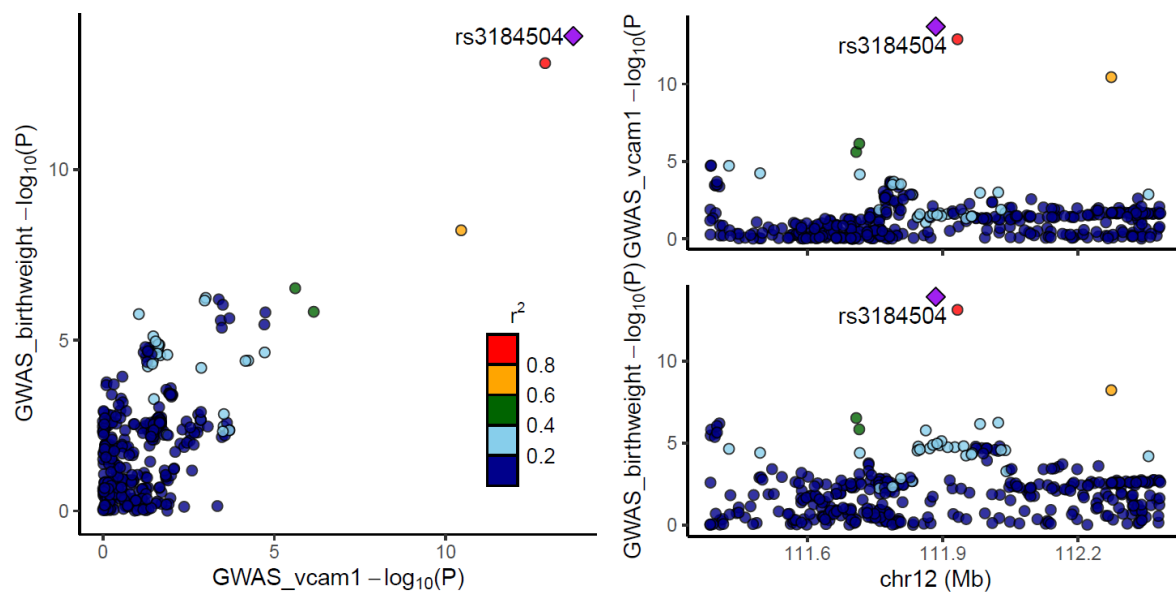 rs3184504
10
5
0
0
5
10
GWAS_birthweight −log10(P)
GWAS_vcam1 −log10(P)
r2
0.8
0.6
0.4
0.2
rs3184504
10
5
0
GWAS_vcam1 −log10(P
rs3184504
10
5
0
GWAS_birthweight −log10(P)
111.6
111.9
112.2
chr12 (Mb)